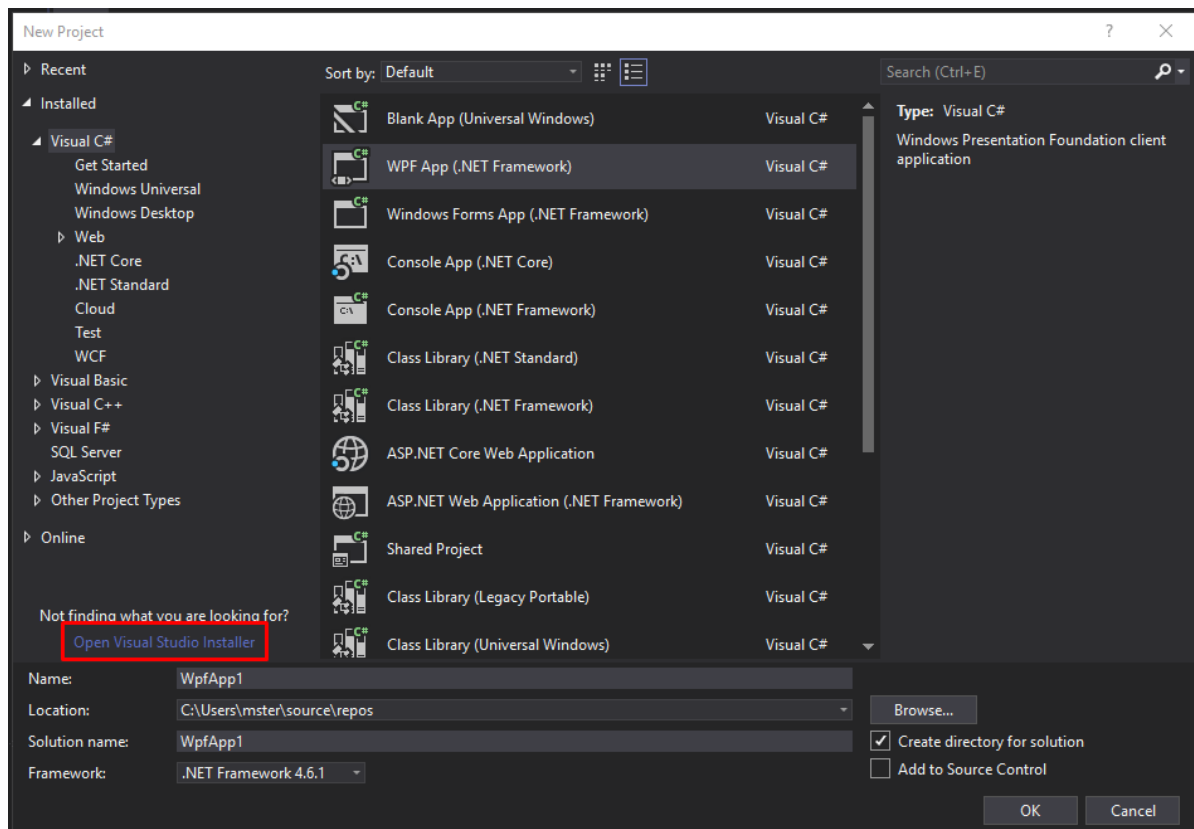 New Project
?
Recent
Installed
Visual C#
Get Started
Windows Universal
Windows Desktop
Web
.NET Core
.NET Standard
Cloud
Test
WCF
Visual Basic
Visual C++
Visual F#
SQL Server
JavaScript
Other Project Types
Online
Not finding what you are looking for?
Open Visual Studio Installer
Sort by: Default
Blank App (Universal Windows) Visual C#
WPF App (.NET Framework) Visual C#
Windows Forms App (.NET Framework) Visual C#
Console App (.NET Core) Visual C#
Console App (.NET Framework) Visual C#
Class Library (.NET Standard) Visual C#
Class Library (.NET Framework) Visual C#
ASP.NET Core Web Application Visual C#
ASP.NET Web Application (.NET Framework) Visual C#
Shared Project Visual C#
Class Library (Legacy Portable) Visual C#
Class Library (Universal Windows) Visual C#
Search (Ctrl+E)
Type: Visual C#
Windows Presentation Foundation client
application
Name: WpfApp1
Location: C:\Users\mster\source\repos
Browse...
Solution name: WpfApp1
Create directory for solution
Framework: .NET Framework 4.6.1
Add to Source Control
OK Cancel